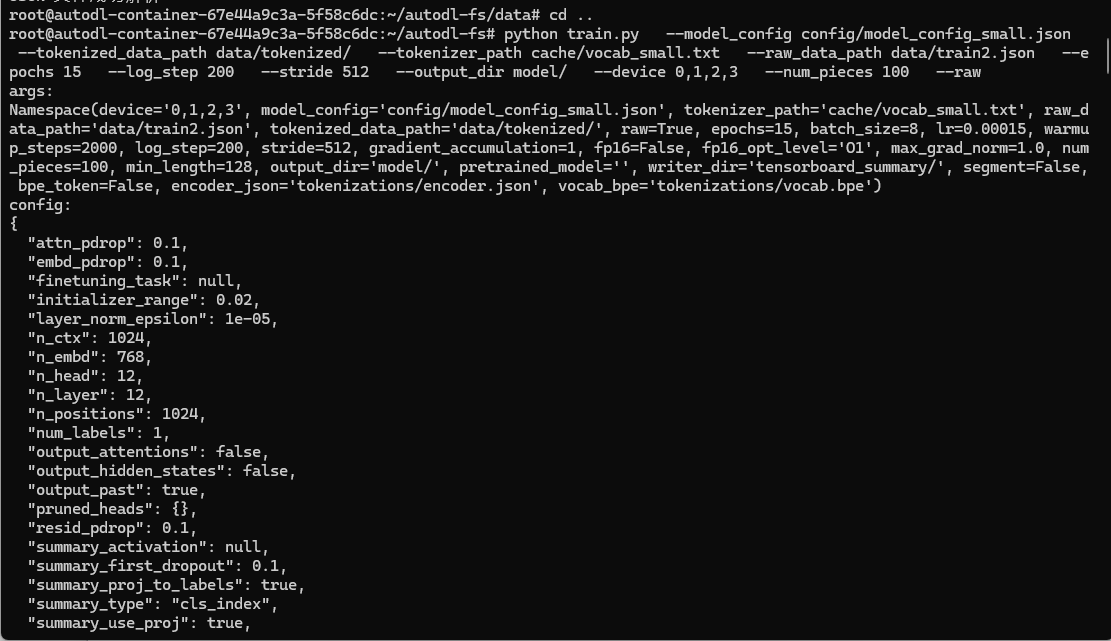 root@autodl-container-67e44a9c3a-5f58c6dc:~/autodl-fs/data# cd ..
root@autodl-container-67e44a9c3a-5f58c6dc:~/autodl-fs# python train.py   --model_config config/model_config_small.json
 --tokenized_data_path data/tokenized/   --tokenizer_path cache/vocab_small.txt   --raw_data_path data/train2.json   --e
pochs 15   --log_step 200   --stride 512   --output_dir model/   --device 0,1,2,3   --num_pieces 100   --raw
args:
Namespace(device='0,1,2,3', model_config='config/model_config_small.json', tokenizer_path='cache/vocab_small.txt', raw_d
ata_path='data/train2.json', tokenized_data_path='data/tokenized/', raw=True, epochs=15, batch_size=8, lr=0.00015, warmu
p_steps=2000, log_step=200, stride=512, gradient_accumulation=1, fp16=False, fp16_opt_level='O1', max_grad_norm=1.0, num
_pieces=100, min_length=128, output_dir='model/', pretrained_model='', writer_dir='tensorboard_summary/', segment=False,
 bpe_token=False, encoder_json='tokenizations/encoder.json', vocab_bpe='tokenizations/vocab.bpe')
config:
{
  "attn_pdrop": 0.1,
  "embd_pdrop": 0.1,
  "finetuning_task": null,
  "initializer_range": 0.02,
  "layer_norm_epsilon": 1e-05,
  "n_ctx": 1024,
  "n_embd": 768,
  "n_head": 12,
  "n_layer": 12,
  "n_positions": 1024,
  "num_labels": 1,
  "output_attentions": false,
  "output_hidden_states": false,
  "output_past": true,
  "pruned_heads": {},
  "resid_pdrop": 0.1,
  "summary_activation": null,
  "summary_first_dropout": 0.1,
  "summary_proj_to_labels": true,
  "summary_type": "cls_index",
  "summary_use_proj": true,